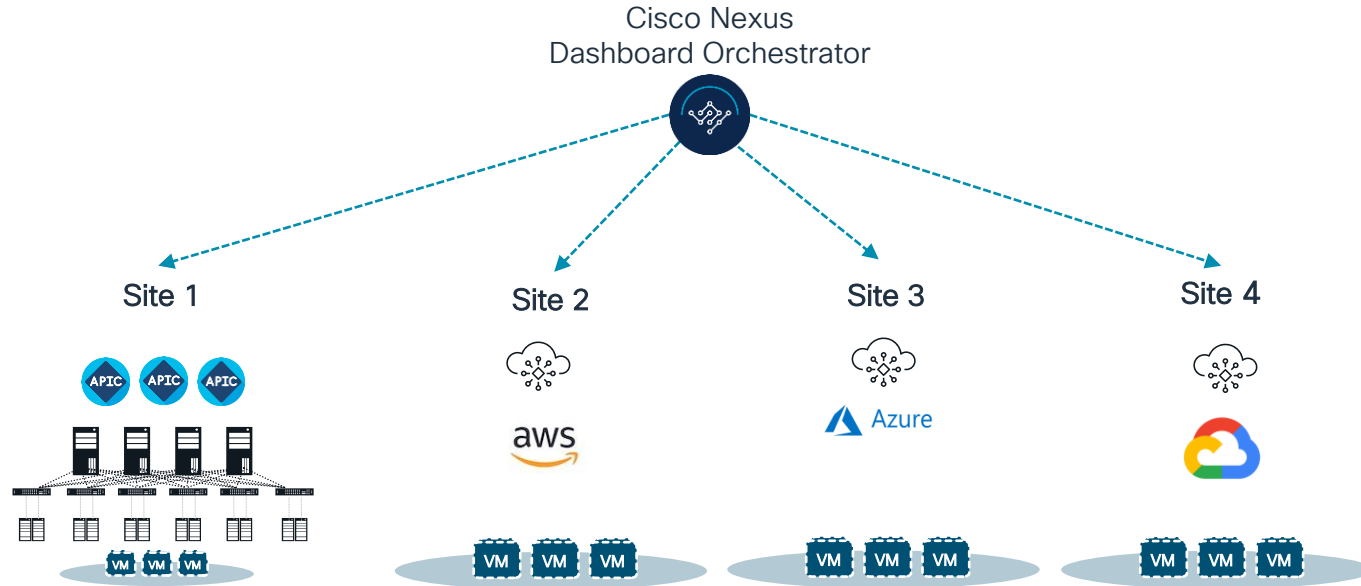 Cisco Nexus
Dashboard Orchestrator
Site 1
Site 2
Site 3
Site 4
APIC APIC APIC
aws
Azure
VM VM VM
VM VM VM
VM VM VM
VM VM VM